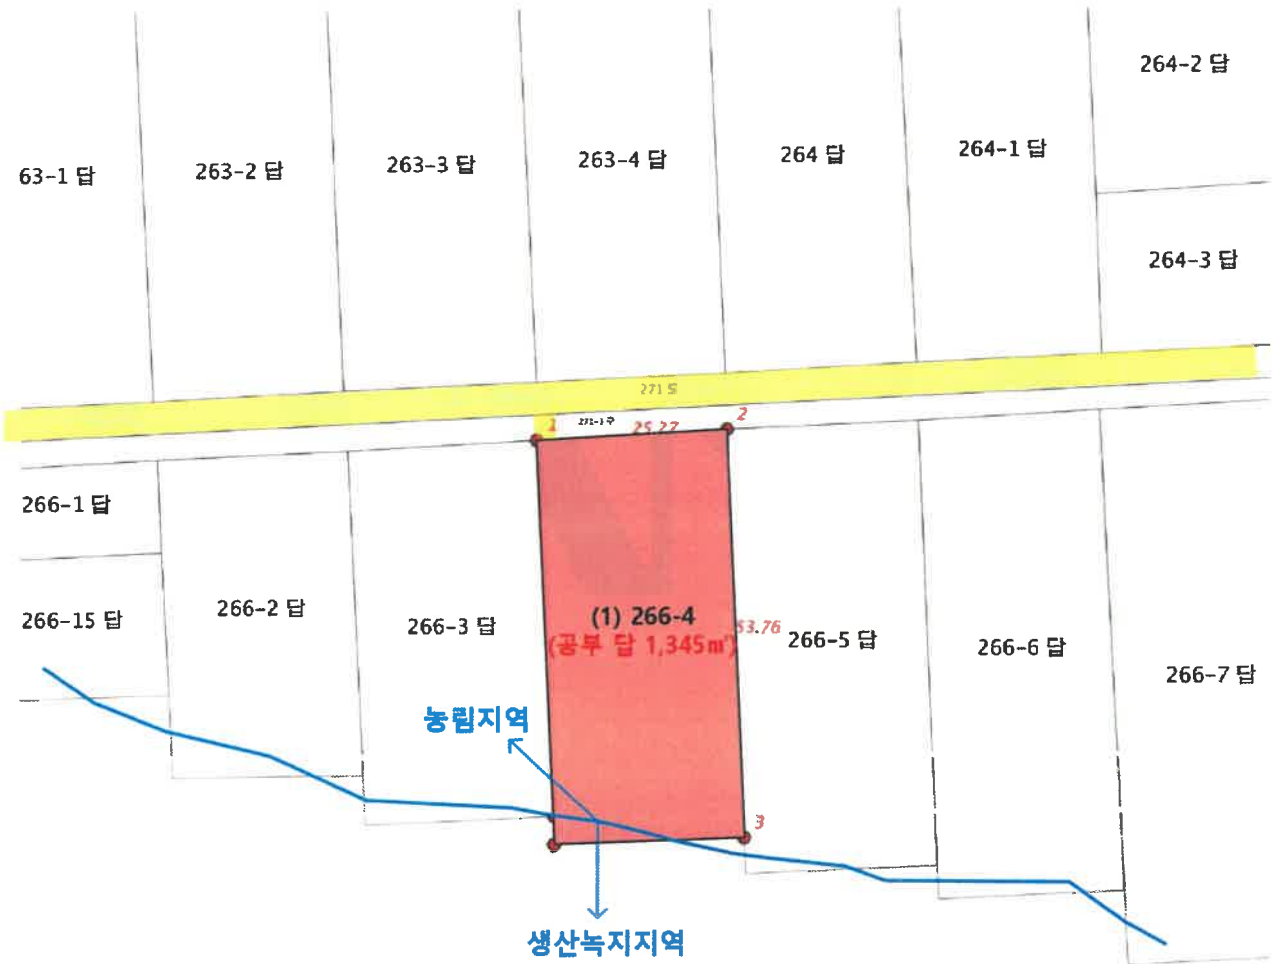 264-2 답
63-1 답
263-2 답
263-3 답
263-4 답
264 답
264-1 답
264-3 답
271 도
1
271-1 구
25.27
2
266-1 답
266-15 답
266-2 답
266-3 답
(1) 266-4
(공부 답 1,345㎡)
53.76
266-5 답
266-6 답
266-7 답
농림지역
3
생산녹지지역